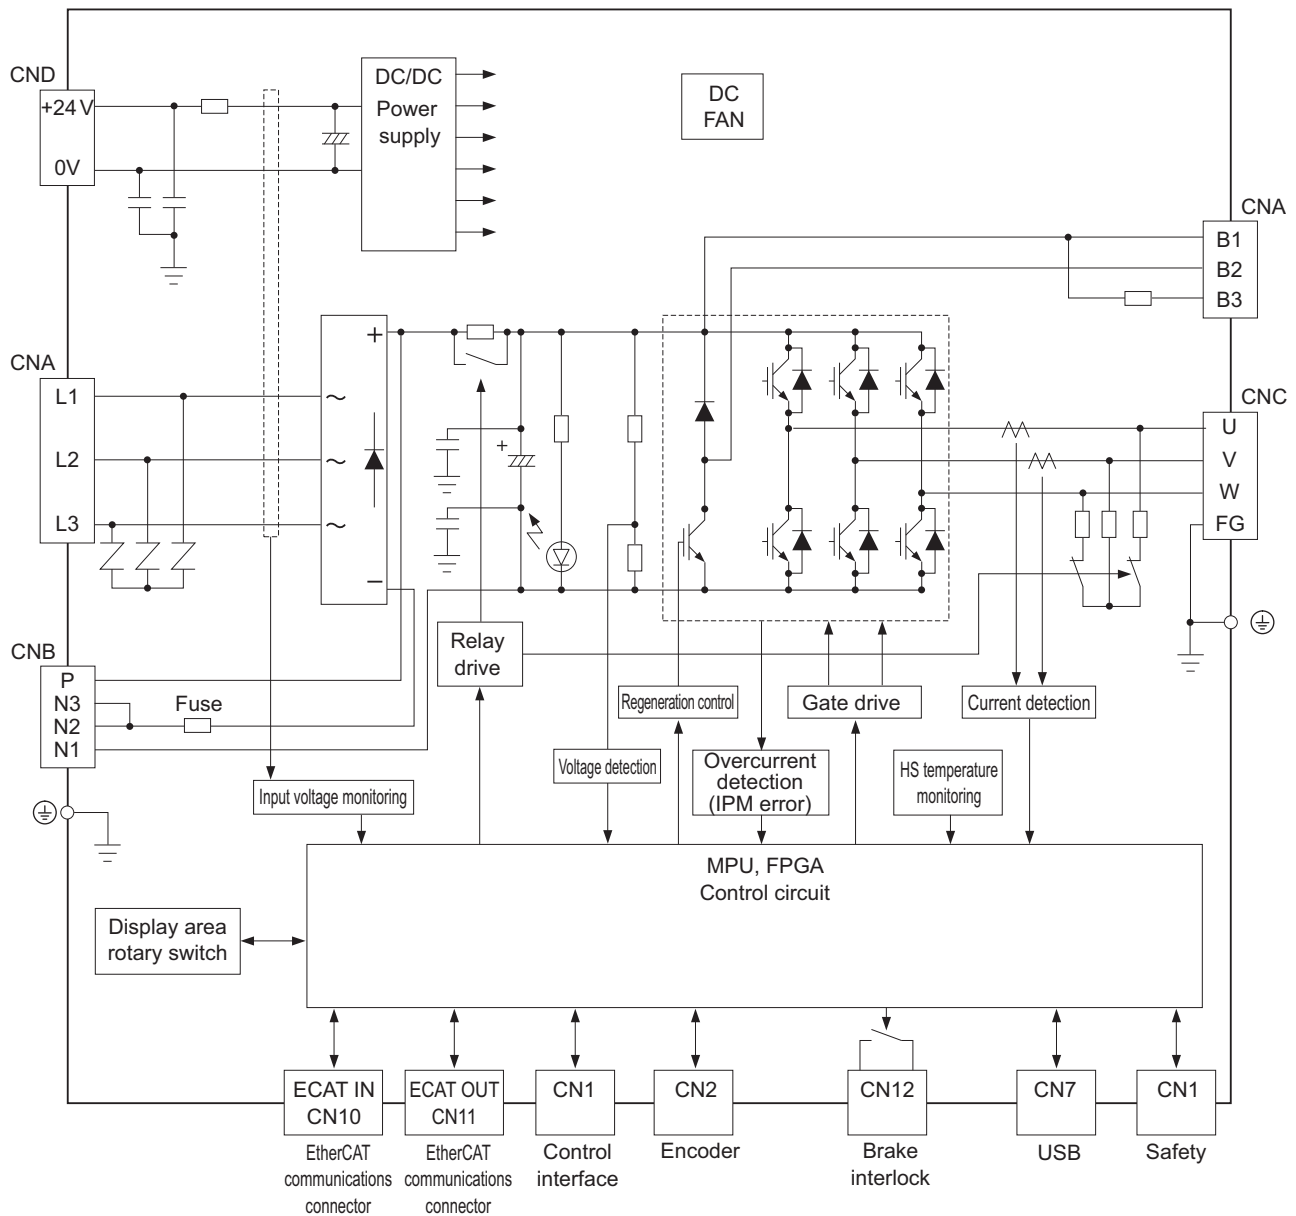 CND
+24 V
0V
DC/DC
Power
supply
DC
FAN
CNA
B1
B2
B3
CNA
L1
L2
L3
+
−
+
CNC
U
V
W
FG
CNB
P
N3
N2
N1
Fuse
Relay
drive
Regeneration control
Gate drive
Current detection
Voltage detection
Overcurrent
detection
(IPM error)
HS temperature
monitoring
Input voltage monitoring
MPU, FPGA
Control circuit
Display area
rotary switch
ECAT IN
CN10
ECAT OUT
CN11
CN1
CN2
CN12
CN7
CN1
EtherCAT
communications
connector
EtherCAT
communications
connector
Control
interface
Encoder
Brake
interlock
USB
Safety